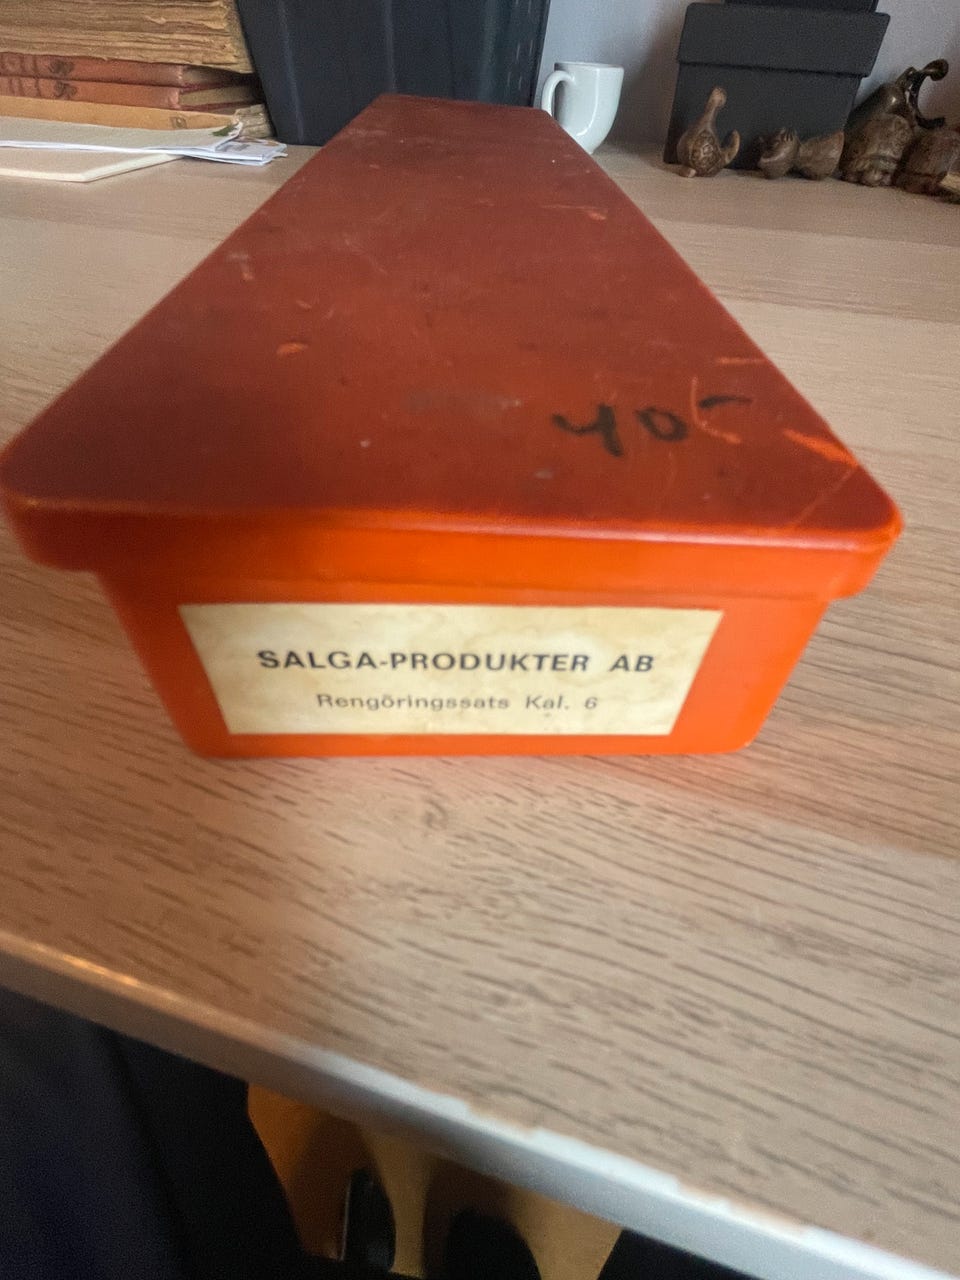 40-
SALGA-PRODUKTER AB
Rengöringssats Kal. 6